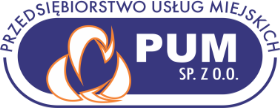 PRZEDSIĘBIORSTWO USŁUG MIEJSKICH
PUM
SP. Z O.O.